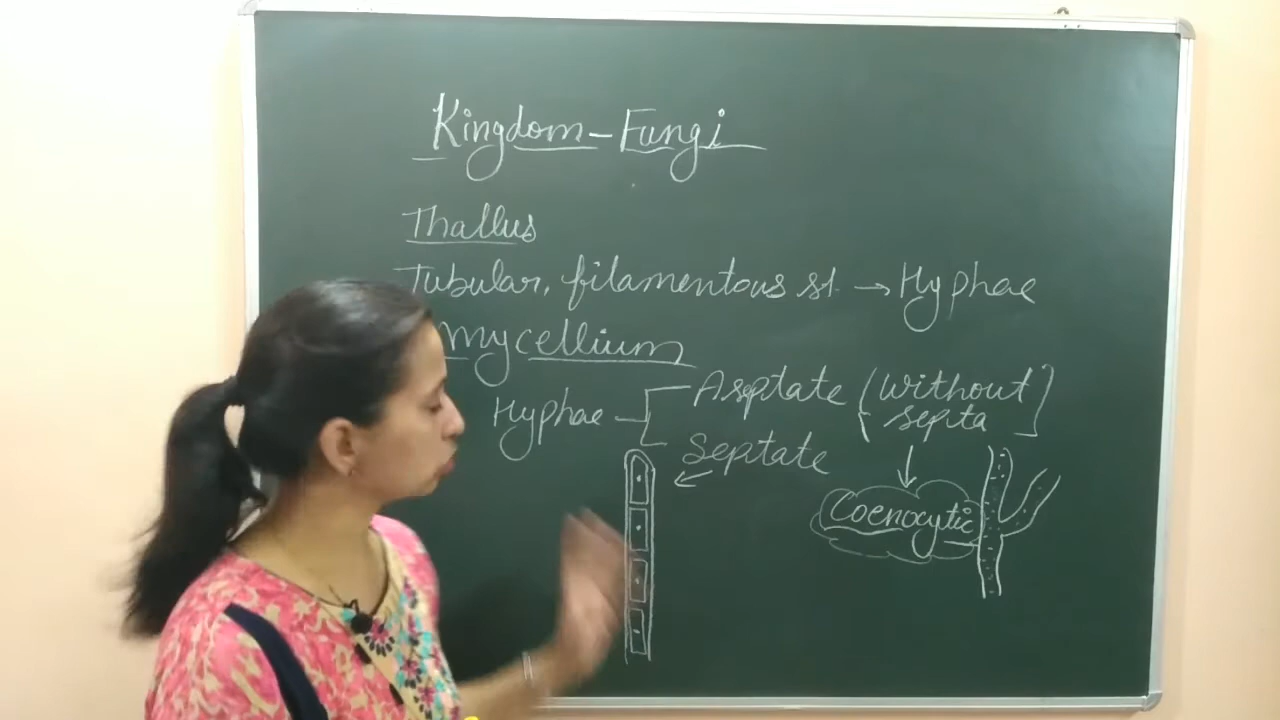 Kingdom - Fungi
Thallus
Tubular, filamentous st. → Hyphae
Mycellium
Hyphae
Aseptate (Without septa]
Septate
Coenocytic